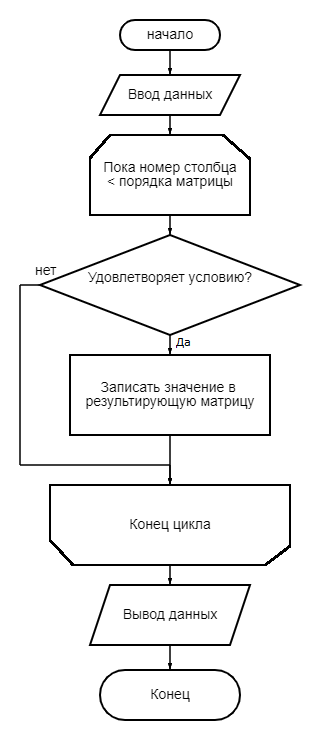 начало
Ввод данных
Пока номер столбца
< порядка матрицы
нет
Удовлетворяет условию?
Да
Записать значение в
результирующую матрицу
Конец цикла
Вывод данных
Конец